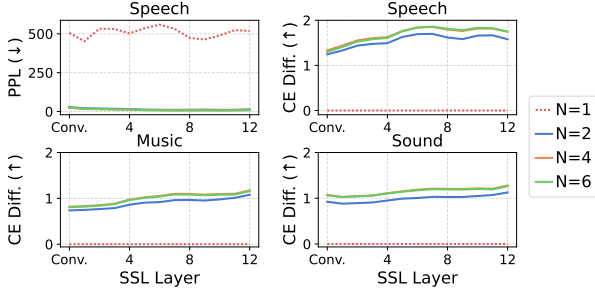 Speech
PPL (↓)
500
250
0
Conv.
4
8
12
Speech
CE Diff. (↑)
2
1
0
Conv.
4
8
12
Music
CE Diff. (↑)
2
1
0
Conv.
4
8
12
SSL Layer
Sound
CE Diff. (↑)
2
1
0
Conv.
4
8
12
SSL Layer
N=1
N=2
N=4
N=6